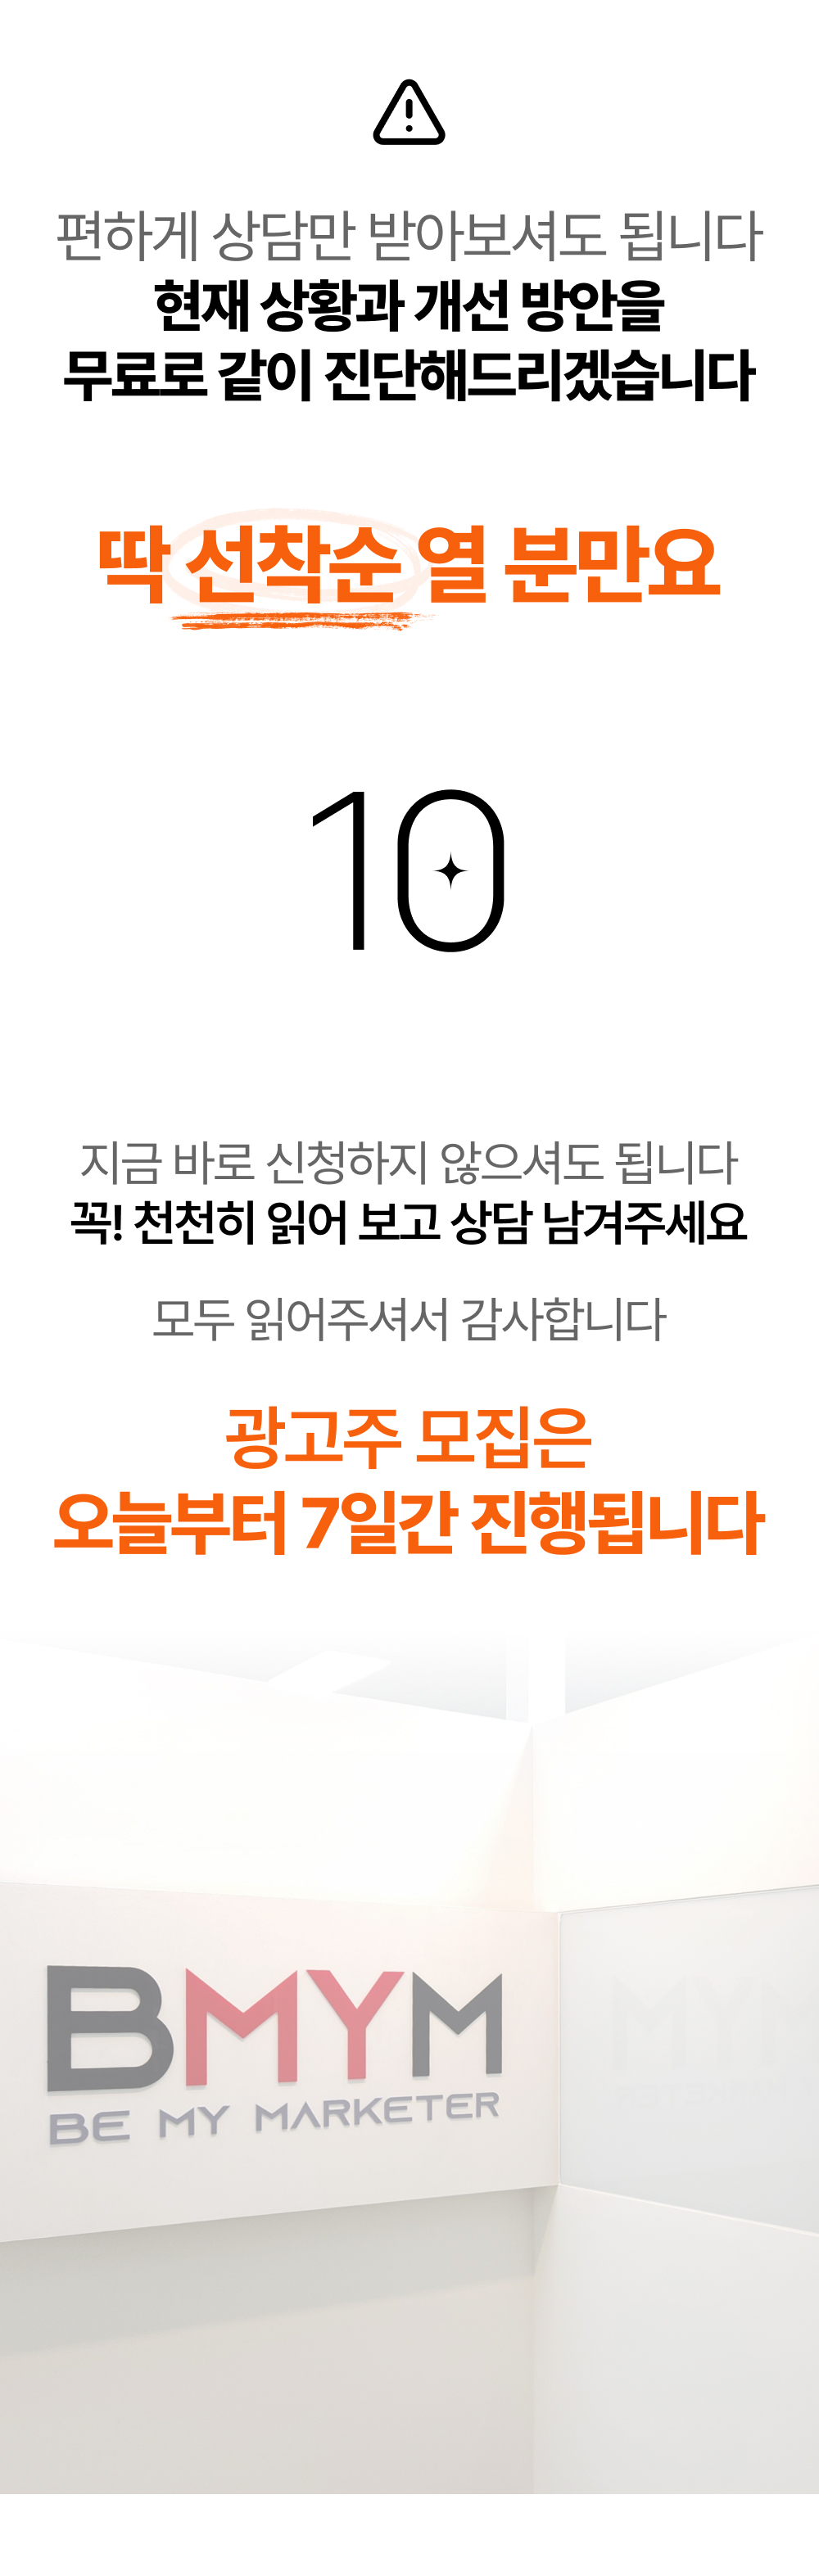 편하게 상담만 받아보셔도 됩니다
현재 상황과 개선 방안을
무료로 같이 진단해드리겠습니다
딱 선착순 열 분만요
10
지금 바로 신청하지 않으셔도 됩니다
꼭! 천천히 읽어 보고 상담 남겨주세요
모두 읽어주셔서 감사합니다
광고주 모집은
오늘부터 7일간 진행됩니다
BMYM
BE MY MARKETER
MYM